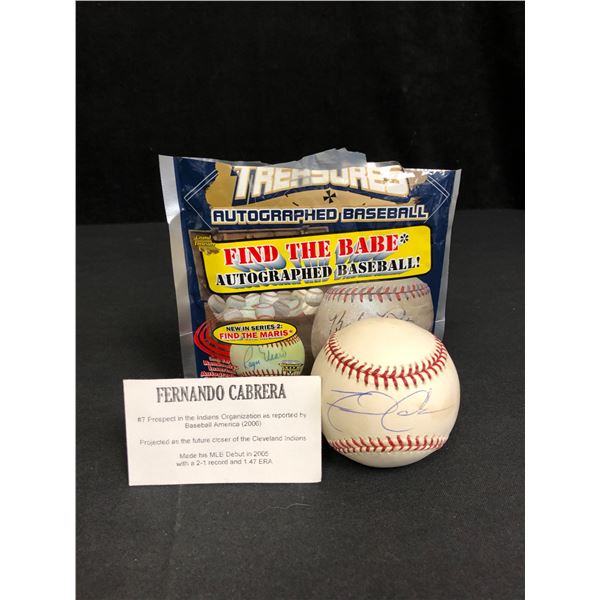 TREASURES
AUTOGRAPHED BASEBALL
FIND THE BABE*
AUTOGRAPHED BASEBALL!
NEW IN SERIES 2:
FIND THE MARIS*
Roger Maris
FERNANDO CABRERA
#7 Prospect in the Indians Organization as reported by
Baseball America (2006)
Projected as the future closer of the Cleveland Indians
Made his MLB Debut in 2005
with a 2-1 record and 1.47 ERA